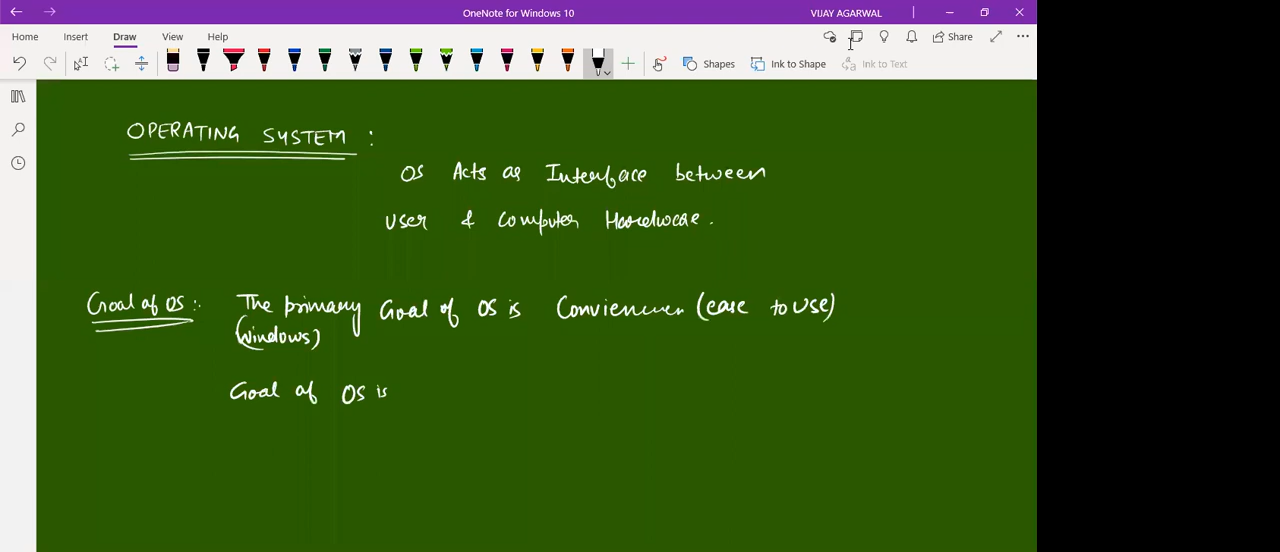 OneNote for Windows 10
VIJAY AGARWAL
Home Insert Draw View Help
Share
Shapes Ink to Shape Ink to Text
OPERATING SYSTEM :
OS Acts as Interface between
User & Computer Hardware.
Goal of OS :. The primary Goal of OS is Convience (ease to use)
(Windows)
Goal of OS is